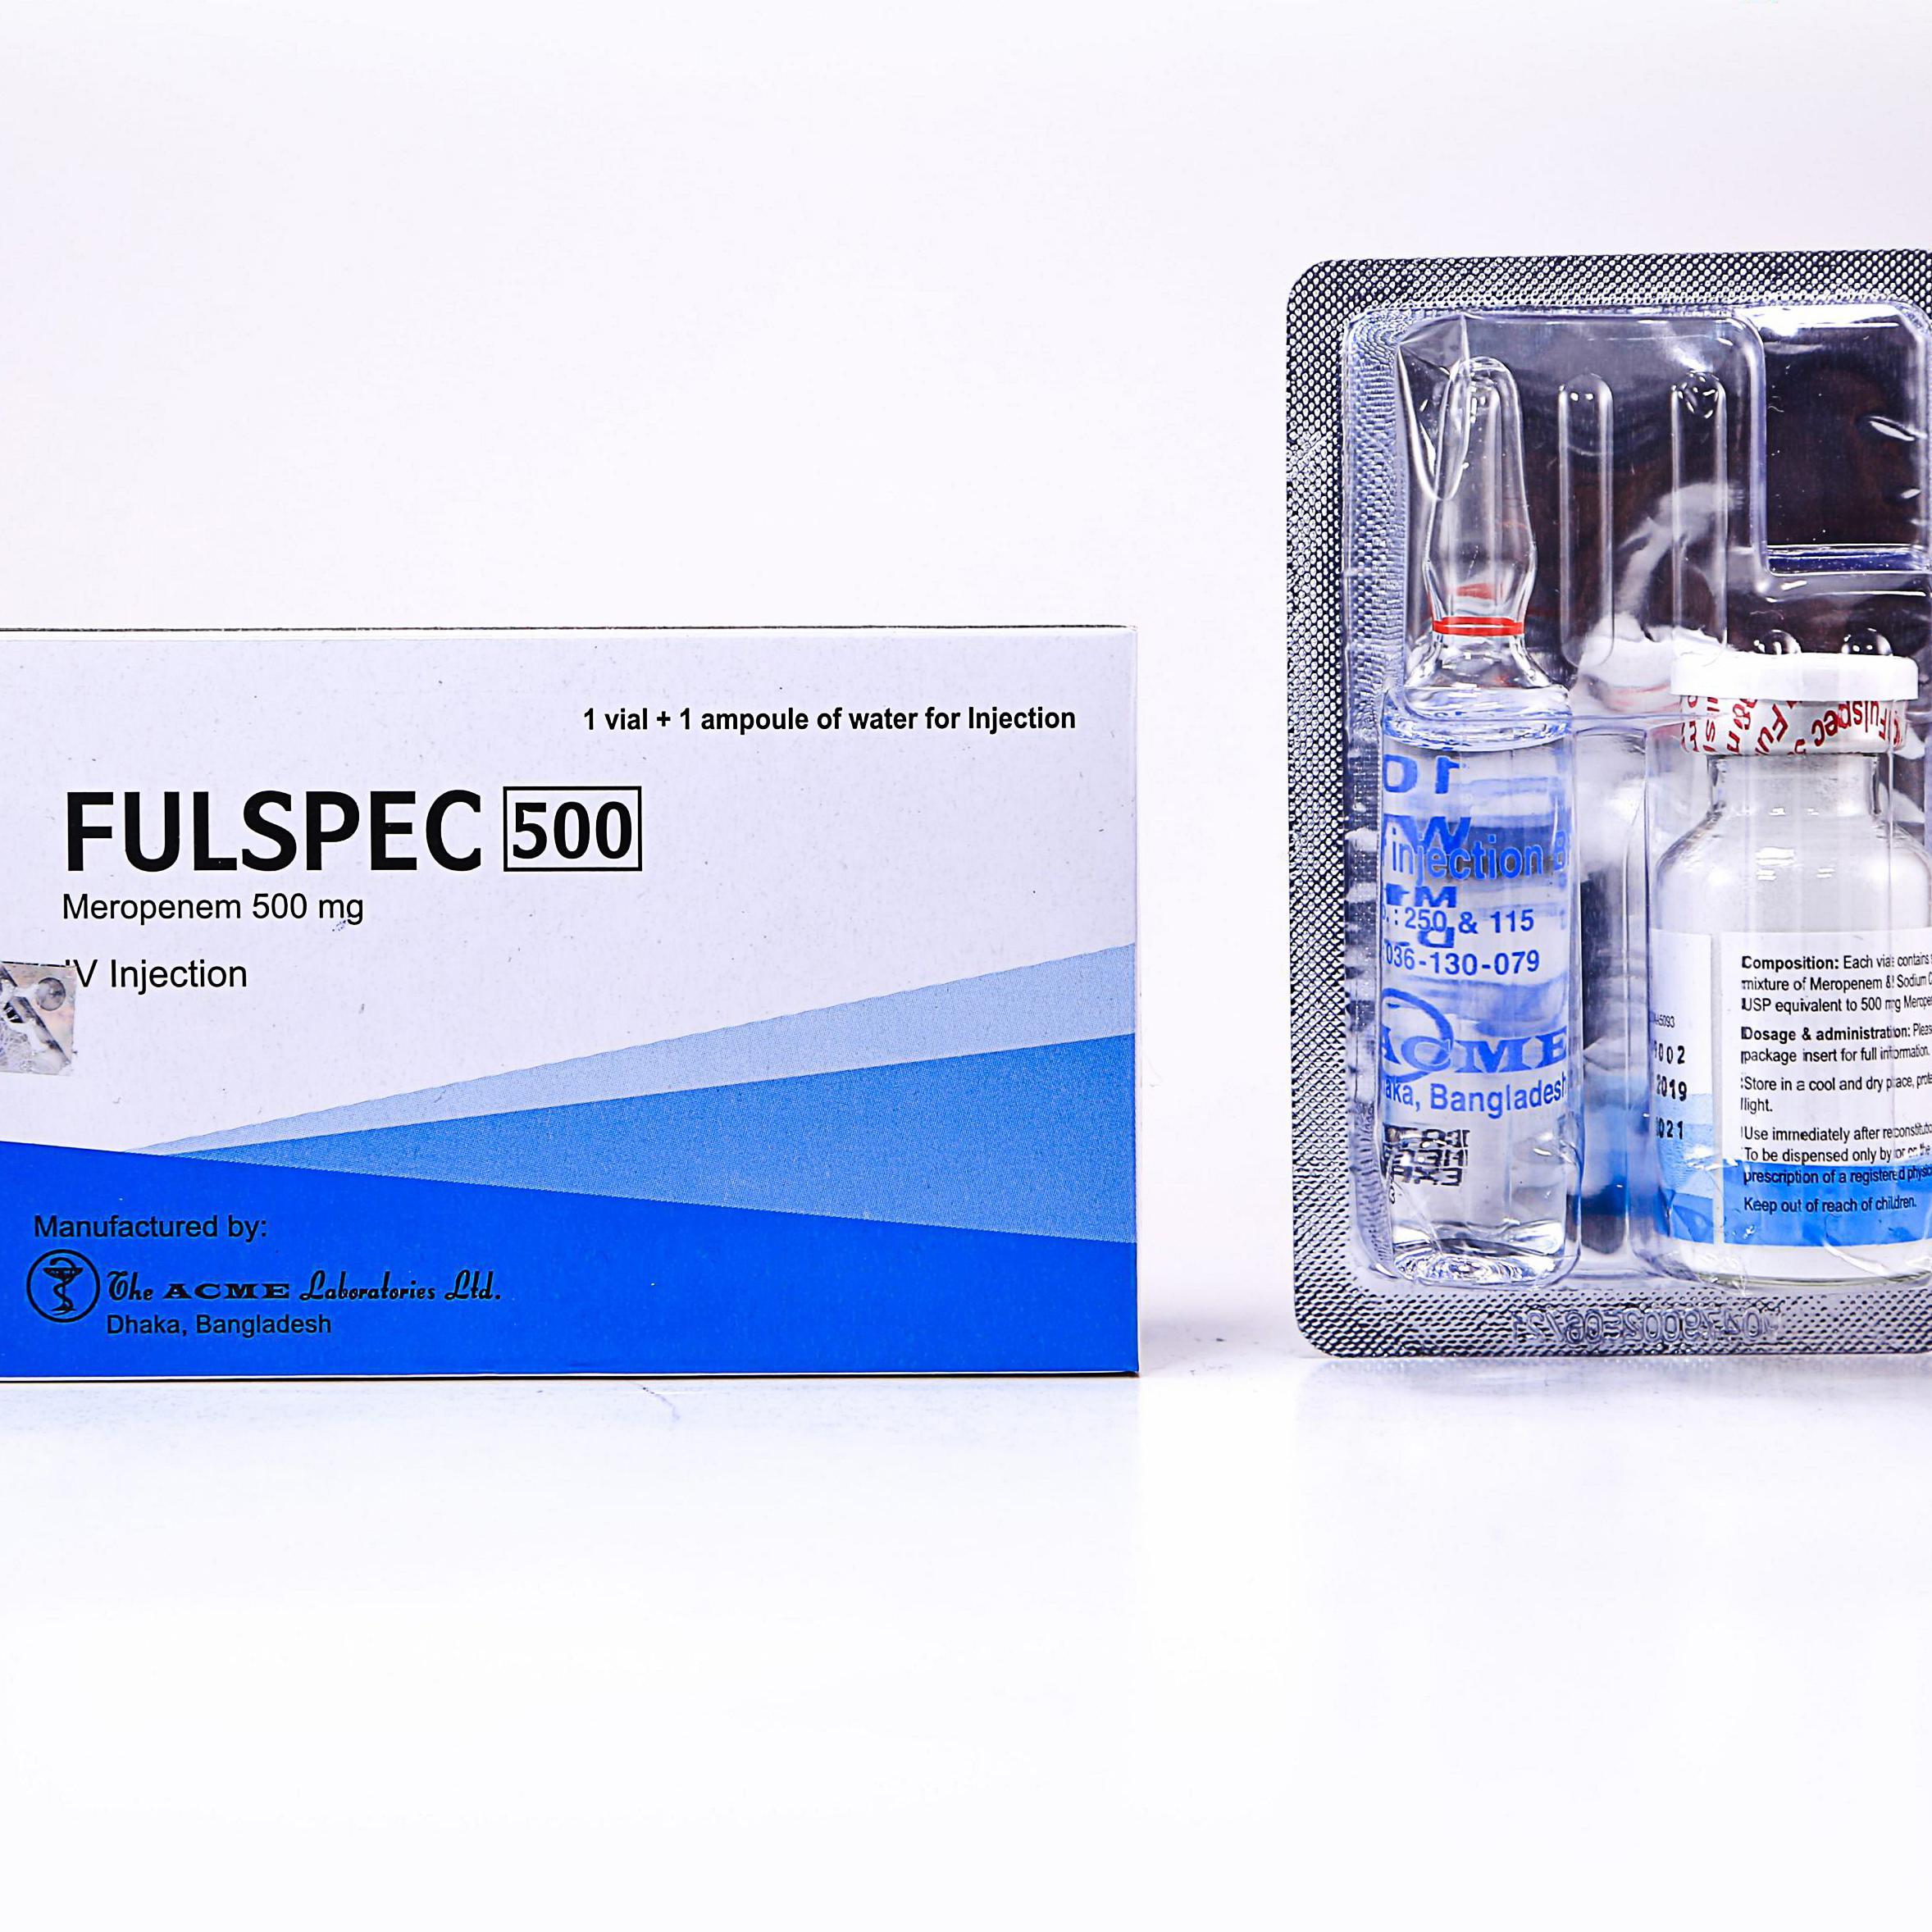 1 vial + 1 ampoule of water for Injection
FULSPEC 500
Meropenem 500 mg
IV Injection
Manufactured by:
The ACME Laboratories Ltd.
Dhaka, Bangladesh
injection
: 250 & 115
036-130-079
ACME
Bangladesh
Fulspec
Composition: Each vial contains
mixture of Meropenem & Sodium
USP equivalent to 500 mg
Dosage & administration:
package insert for full information.
Store in a cool and dry place,
light.
Use immediately after
To be dispensed only by or on the
prescription of a registered
Keep out of reach of children.
2019